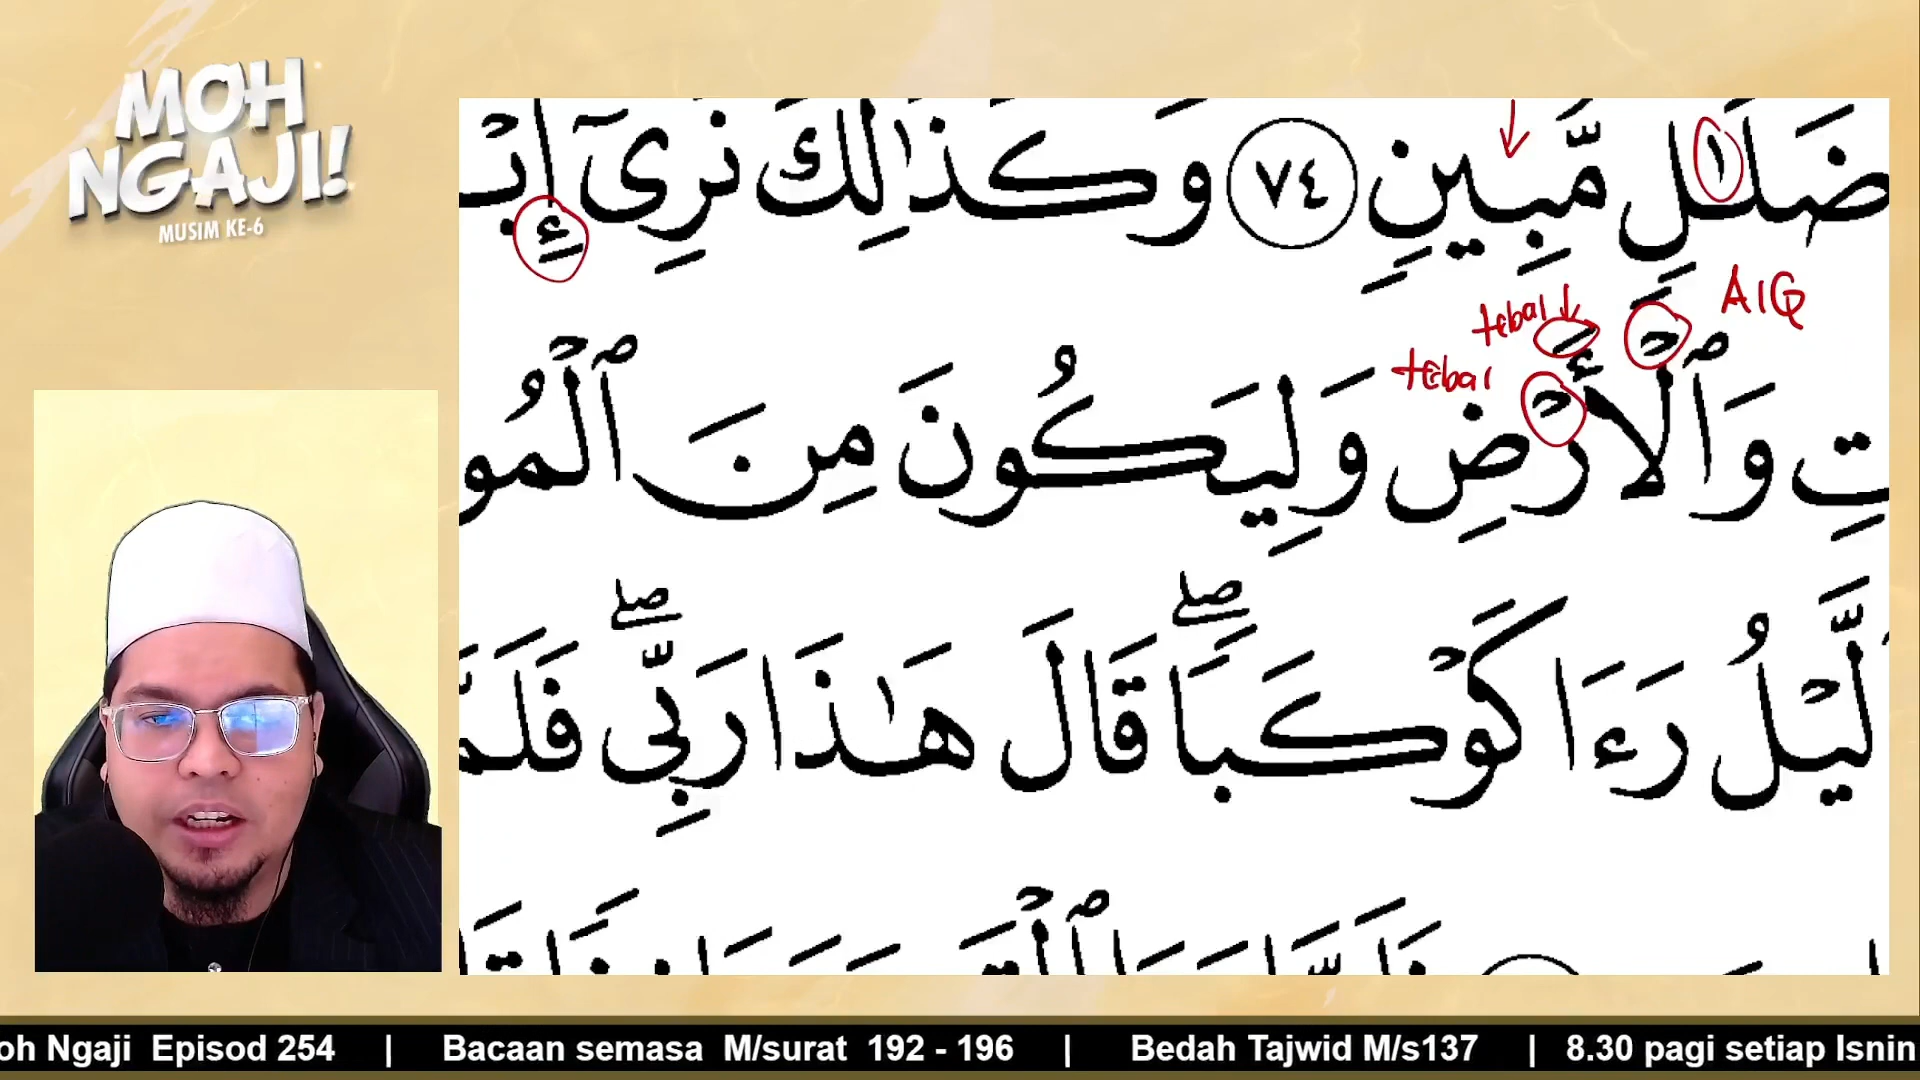 MOH
NGAJI!
MUSIM KE-6
ضَلَـٰلٍ مُّبِينٍ ٧٤ وَكَذَٰلِكَ نُرِىٓ إِبْ
AIQ
tebal
tebal
تِ وَٱلْأَرْضِ وَلِيَكُونَ مِنَ ٱلْمُو
لَّيْلُ رَءَا كَوْكَبًا ۖ قَالَ هَـٰذَا رَبِّى ۖ فَلَمَّ
oh Ngaji Episod 254 | Bacaan semasa M/surat 192 - 196 | Bedah Tajwid M/s137 | 8.30 pagi setiap Isnin